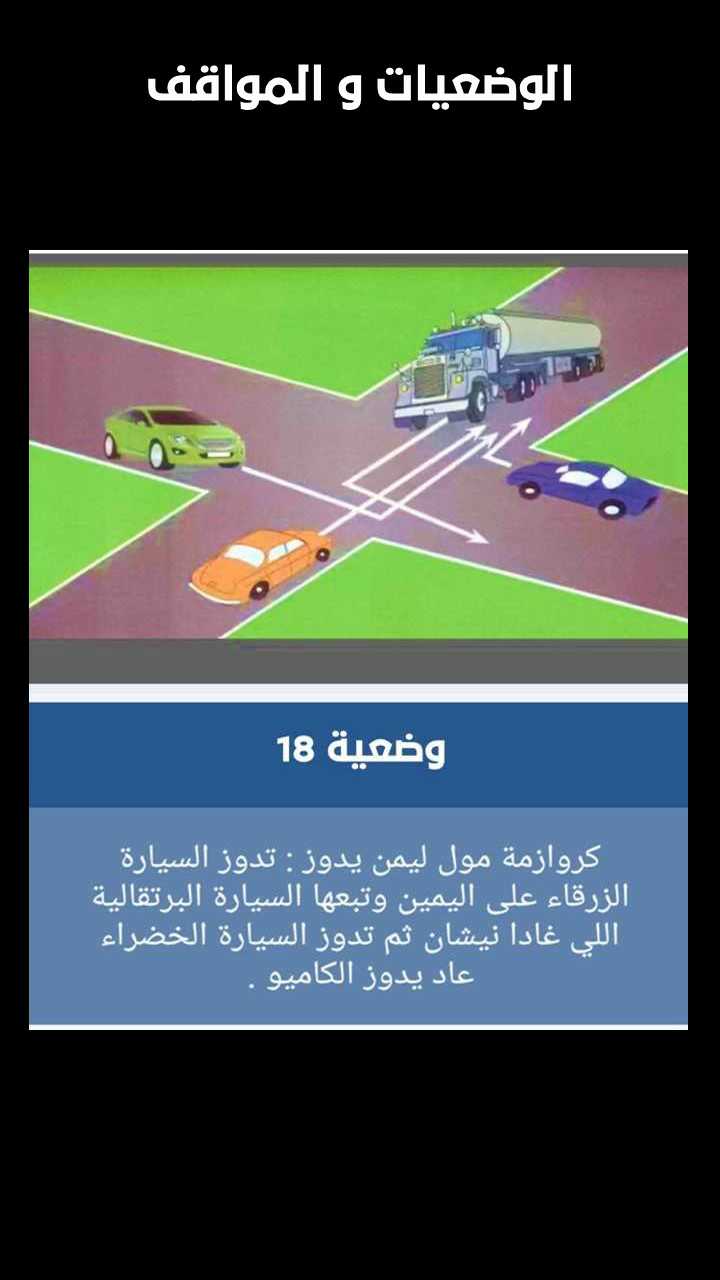 الوضعيات و المواقف
وضعية 18
كروازمة مول ليمن يدوز : تدوز السيارة
الزرقاء على اليمين وتبعها السيارة البرتقالية
اللي غادا نيشان ثم تدوز السيارة الخضراء
عاد يدوز الكاميو .